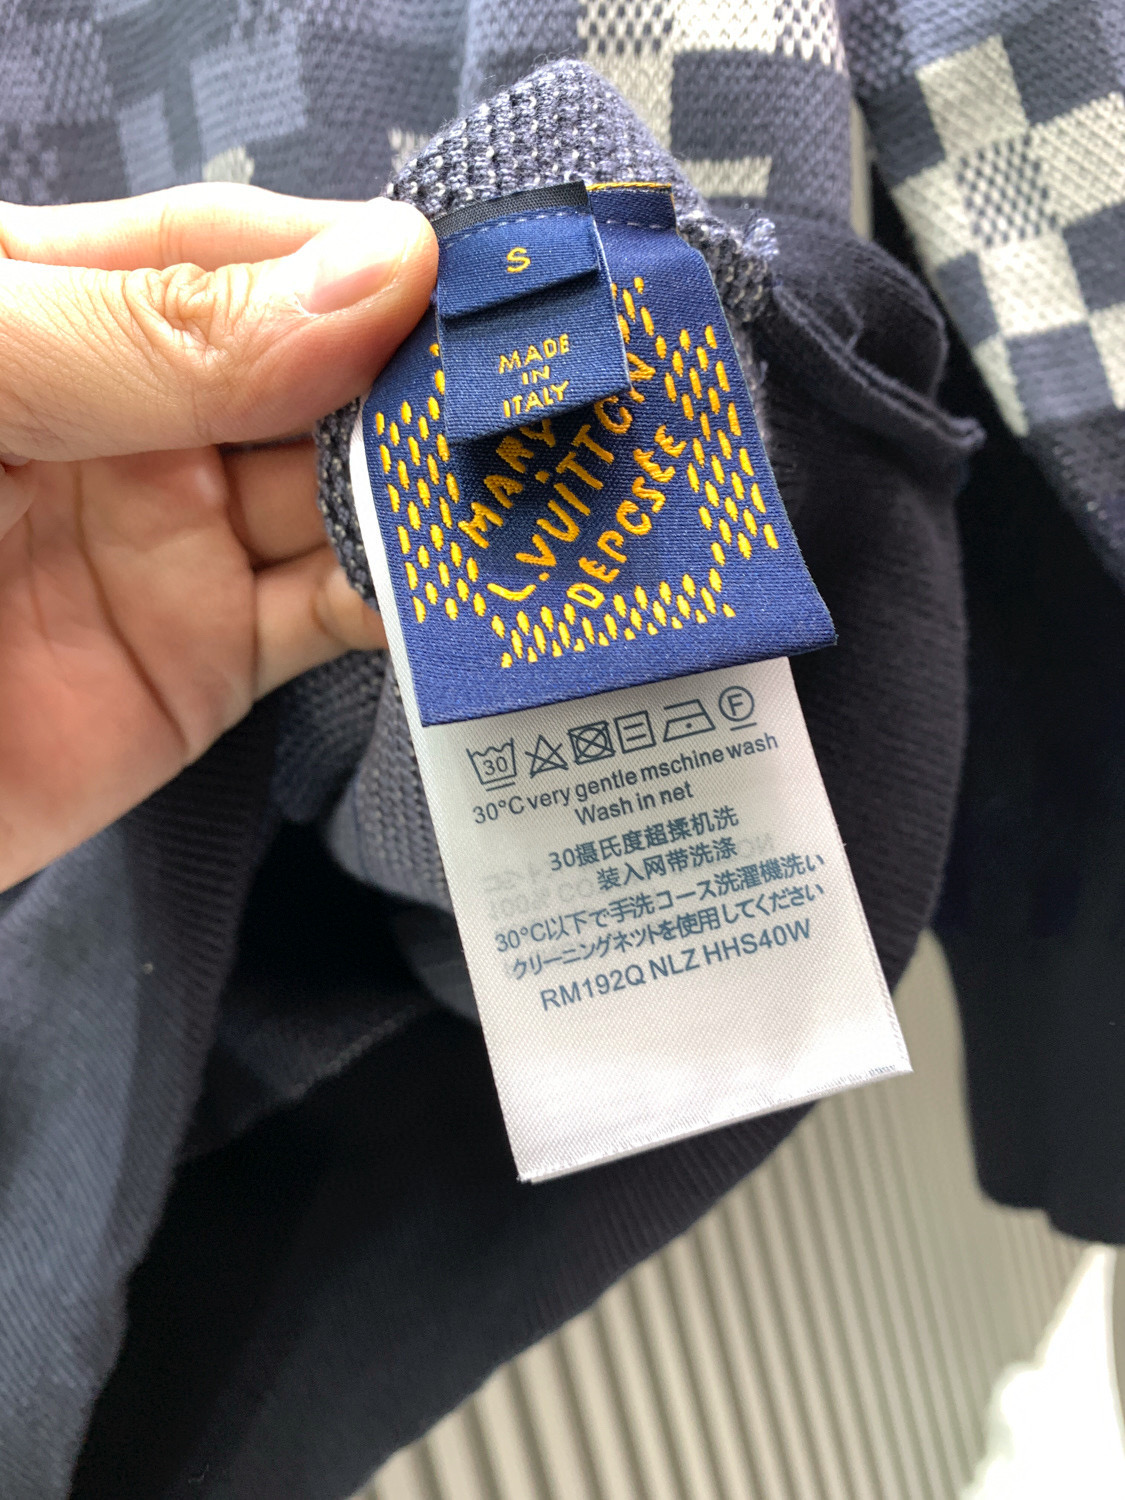 S
MADE
IN
ITALY
MARY
L.VUITTON
DEPCSEE
30
F
30°C very gentle mschine wash
Wash in net
30摄氏度超揉机洗
装入网带洗涤
30°C以下で手洗コース洗濯機洗い
クリーニングネットを使用してください
RM192Q NLZ HHS40W